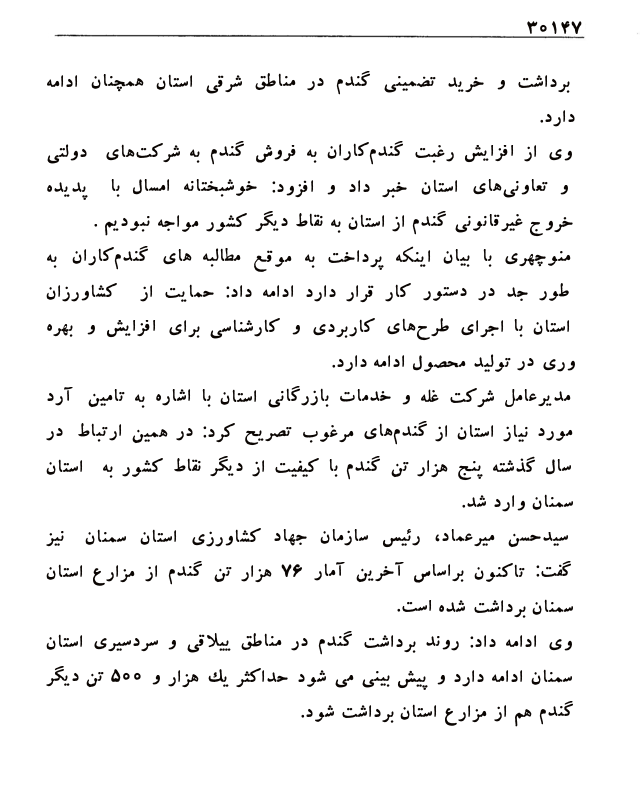 ۳۰۱۴۷
برداشت و خرید تضمینی گندم در مناطق شرقی استان همچنان ادامه
دارد.
وی از افزایش رغبت گندم‌کاران به فروش گندم به شرکت‌های دولتی
و تعاونی‌های استان خبر داد و افزود: خوشبختانه امسال با پدیده
خروج غیرقانونی گندم از استان به نقاط دیگر کشور مواجه نبودیم .
منوچهری با بیان اینکه پرداخت به موقع مطالبه های گندم‌کاران به
طور جد در دستور کار قرار دارد ادامه داد: حمایت از کشاورزان
استان با اجرای طرح‌های کاربردی و کارشناسی برای افزایش و بهره
وری در تولید محصول ادامه دارد.
مدیرعامل شرکت غله و خدمات بازرگانی استان با اشاره به تامین آرد
مورد نیاز استان از گندم‌های مرغوب تصریح کرد: در همین ارتباط در
سال گذشته پنج هزار تن گندم با کیفیت از دیگر نقاط کشور به استان
سمنان وارد شد.
سیدحسن میرعماد، رئیس سازمان جهاد کشاورزی استان سمنان نیز
گفت: تاکنون براساس آخرین آمار ۷۶ هزار تن گندم از مزارع استان
سمنان برداشت شده است.
وی ادامه داد: روند برداشت گندم در مناطق ییلاقی و سردسیری استان
سمنان ادامه دارد و پیش بینی می شود حداکثر یك هزار و ۵۰۰ تن دیگر
گندم هم از مزارع استان برداشت شود.